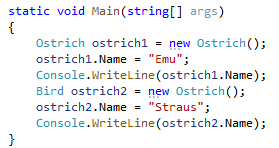 static void Main(string[] args)
{
    Ostrich ostrich1 = new Ostrich();
    ostrich1.Name = "Emu";
    Console.WriteLine(ostrich1.Name);
    Bird ostrich2 = new Ostrich();
    ostrich2.Name = "Straus";
    Console.WriteLine(ostrich2.Name);
}